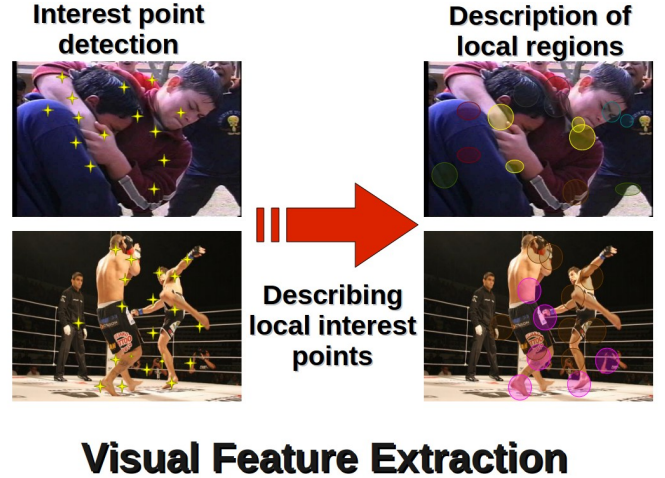 Interest point
detection
Description of
local regions
Describing
local interest
points
Visual Feature Extraction